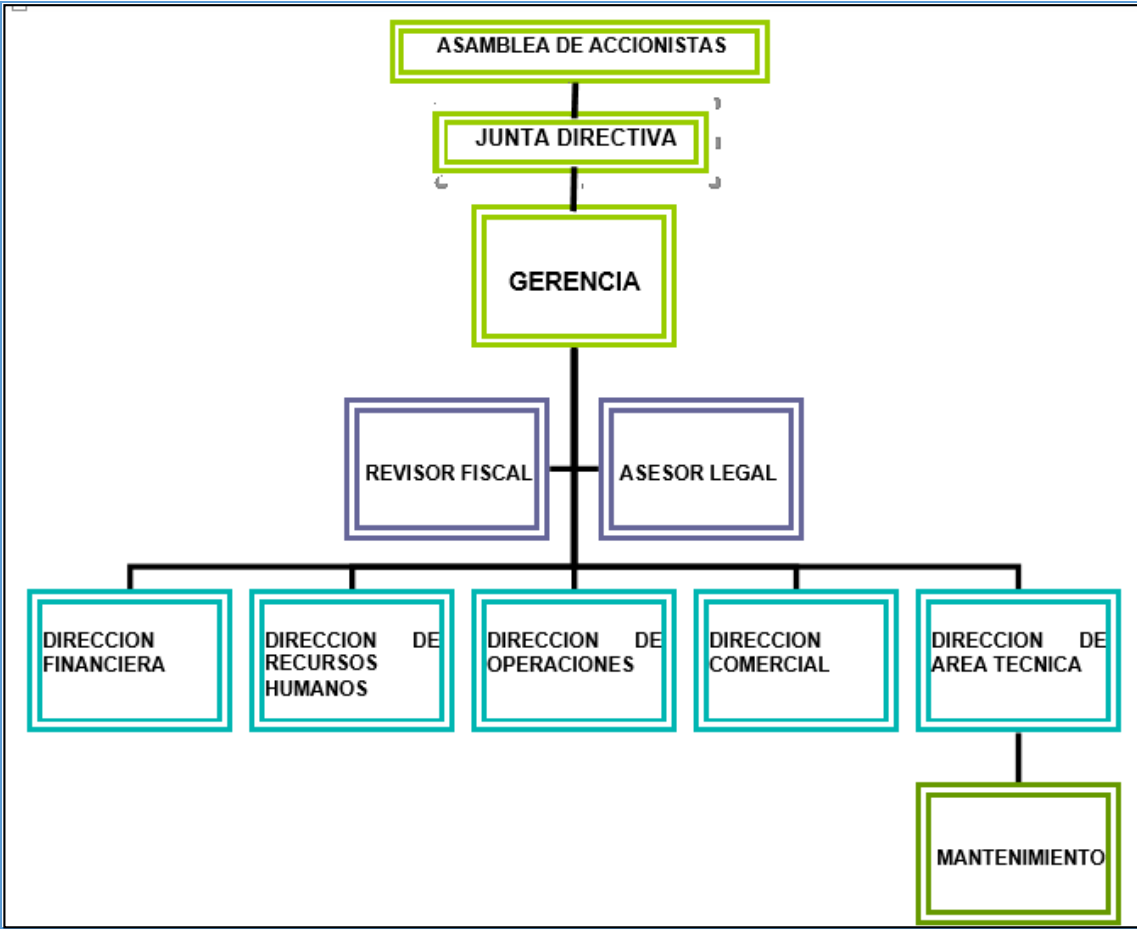 ASAMBLEA DE ACCIONISTAS
JUNTA DIRECTIVA
GERENCIA
REVISOR FISCAL
ASESOR LEGAL
DIRECCION
FINANCIERA
DIRECCION DE
RECURSOS
HUMANOS
DIRECCION DE
OPERACIONES
DIRECCION
COMERCIAL
DIRECCION DE
AREA TECNICA
MANTENIMIENTO